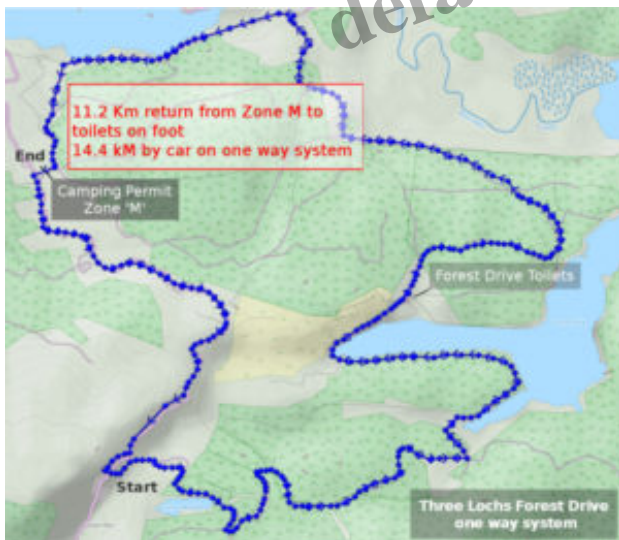 11.2 Km return from Zone M to
toilets on foot
14.4 kM by car on one way system
End
Camping Permit
Zone 'M'
Forest Drive Toilets
Start
Three Lochs Forest Drive
one way system